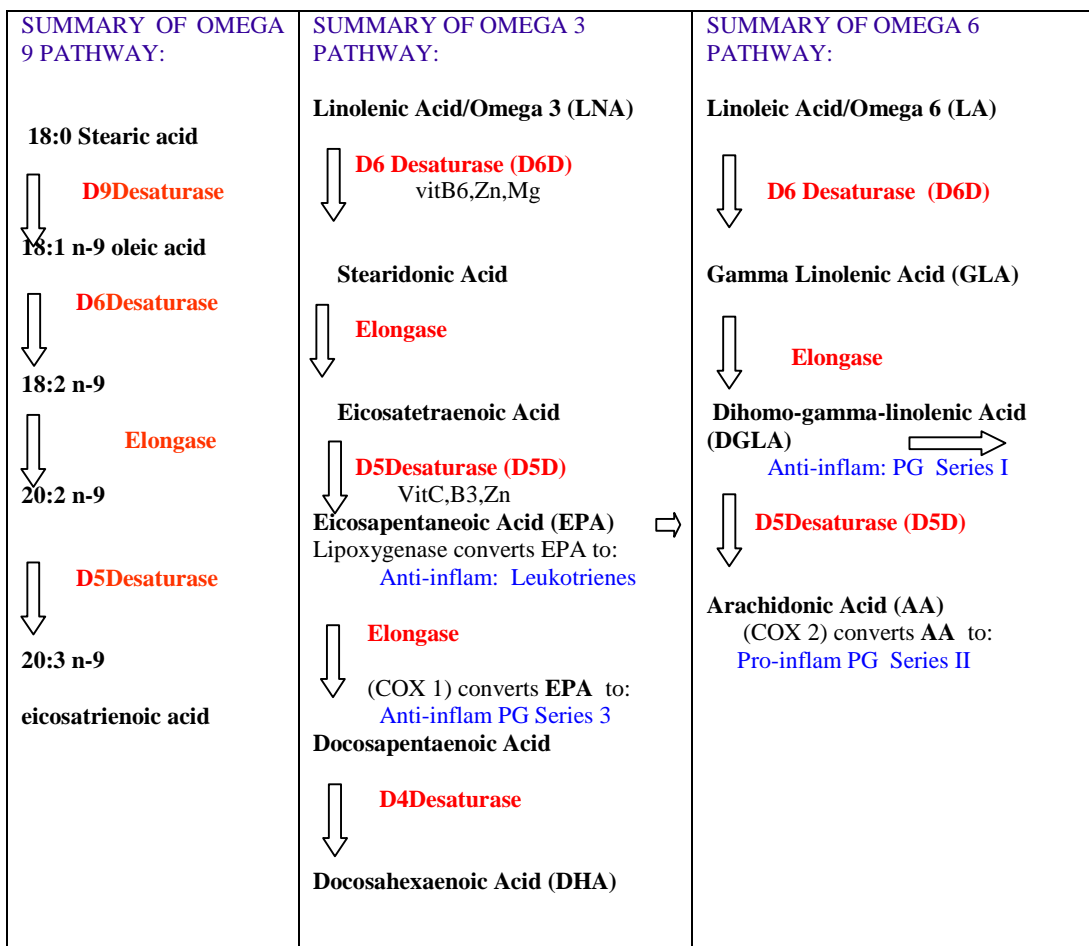 SUMMARY OF OMEGA
9 PATHWAY:
18:0 Stearic acid
D9Desaturase
18:1 n-9 oleic acid
D6Desaturase
18:2 n-9
Elongase
20:2 n-9
D5Desaturase
20:3 n-9
eicosatrienoic acid
SUMMARY OF OMEGA 3
PATHWAY:
Linolenic Acid/Omega 3 (LNA)
D6 Desaturase (D6D)
vitB6,Zn,Mg
Stearidonic Acid
Elongase
Eicosatetraenoic Acid
D5Desaturase (D5D)
VitC,B3,Zn
Eicosapentaneoic Acid (EPA)
Lipoxygenase converts EPA to:
Anti-inflam: Leukotrienes
Elongase
(COX 1) converts EPA to:
Anti-inflam PG Series 3
Docosapentaenoic Acid
D4Desaturase
Docosahexaenoic Acid (DHA)
SUMMARY OF OMEGA 6
PATHWAY:
Linoleic Acid/Omega 6 (LA)
D6 Desaturase (D6D)
Gamma Linolenic Acid (GLA)
Elongase
Dihomo-gamma-linolenic Acid
(DGLA)
Anti-inflam: PG Series I
D5Desaturase (D5D)
Arachidonic Acid (AA)
(COX 2) converts AA to:
Pro-inflam PG Series II